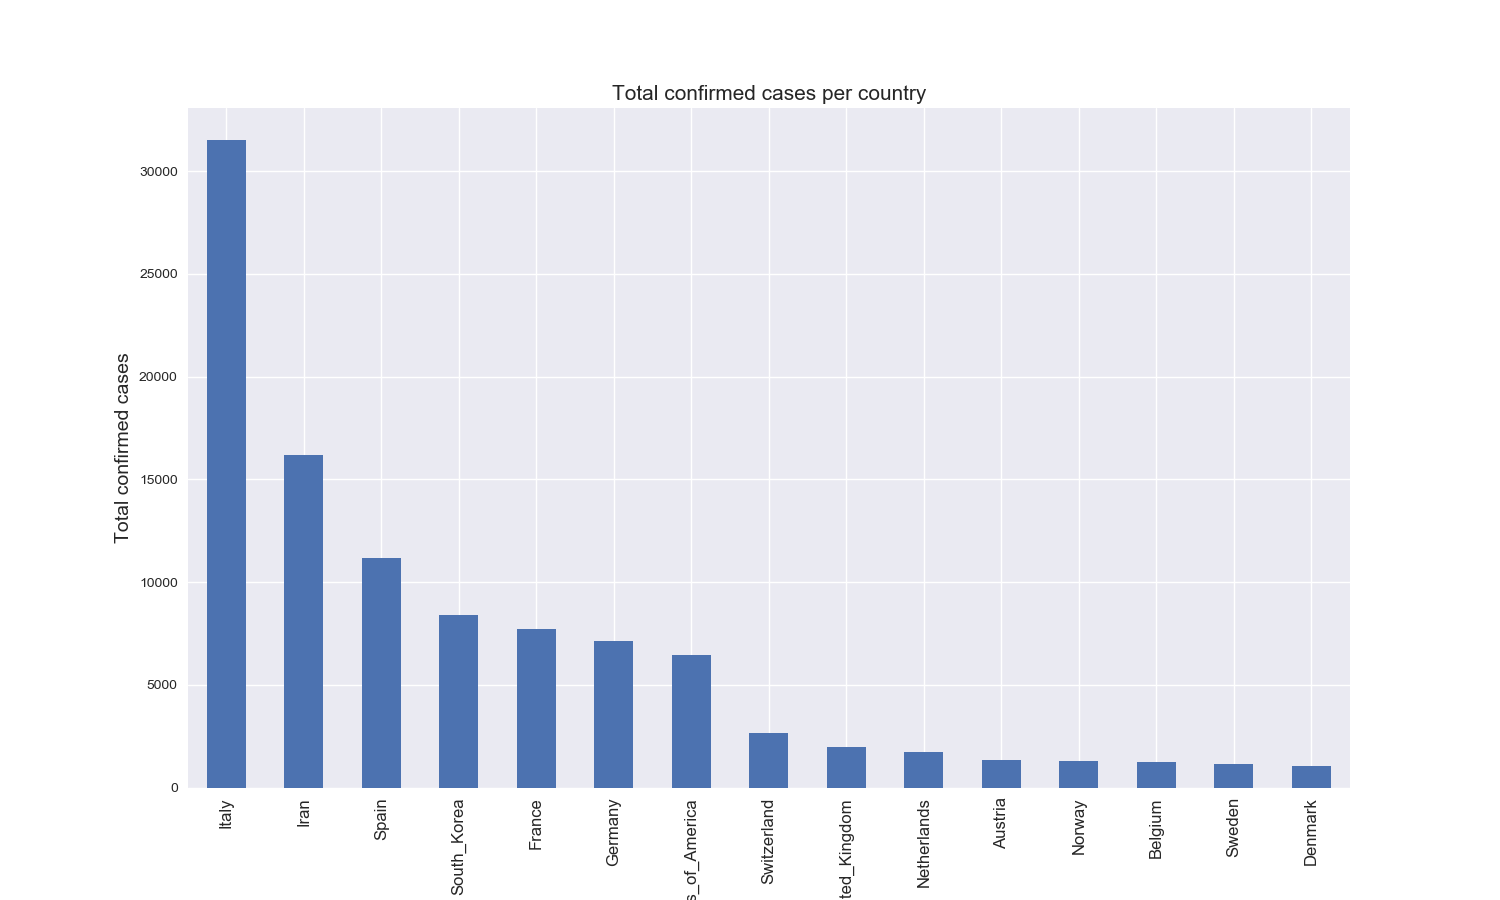 Total confirmed cases per country
Total confirmed cases
30000
25000
20000
15000
10000
5000
0
Italy
Iran
Spain
South_Korea
France
Germany
s_of_America
Switzerland
ted_Kingdom
Netherlands
Austria
Norway
Belgium
Sweden
Denmark